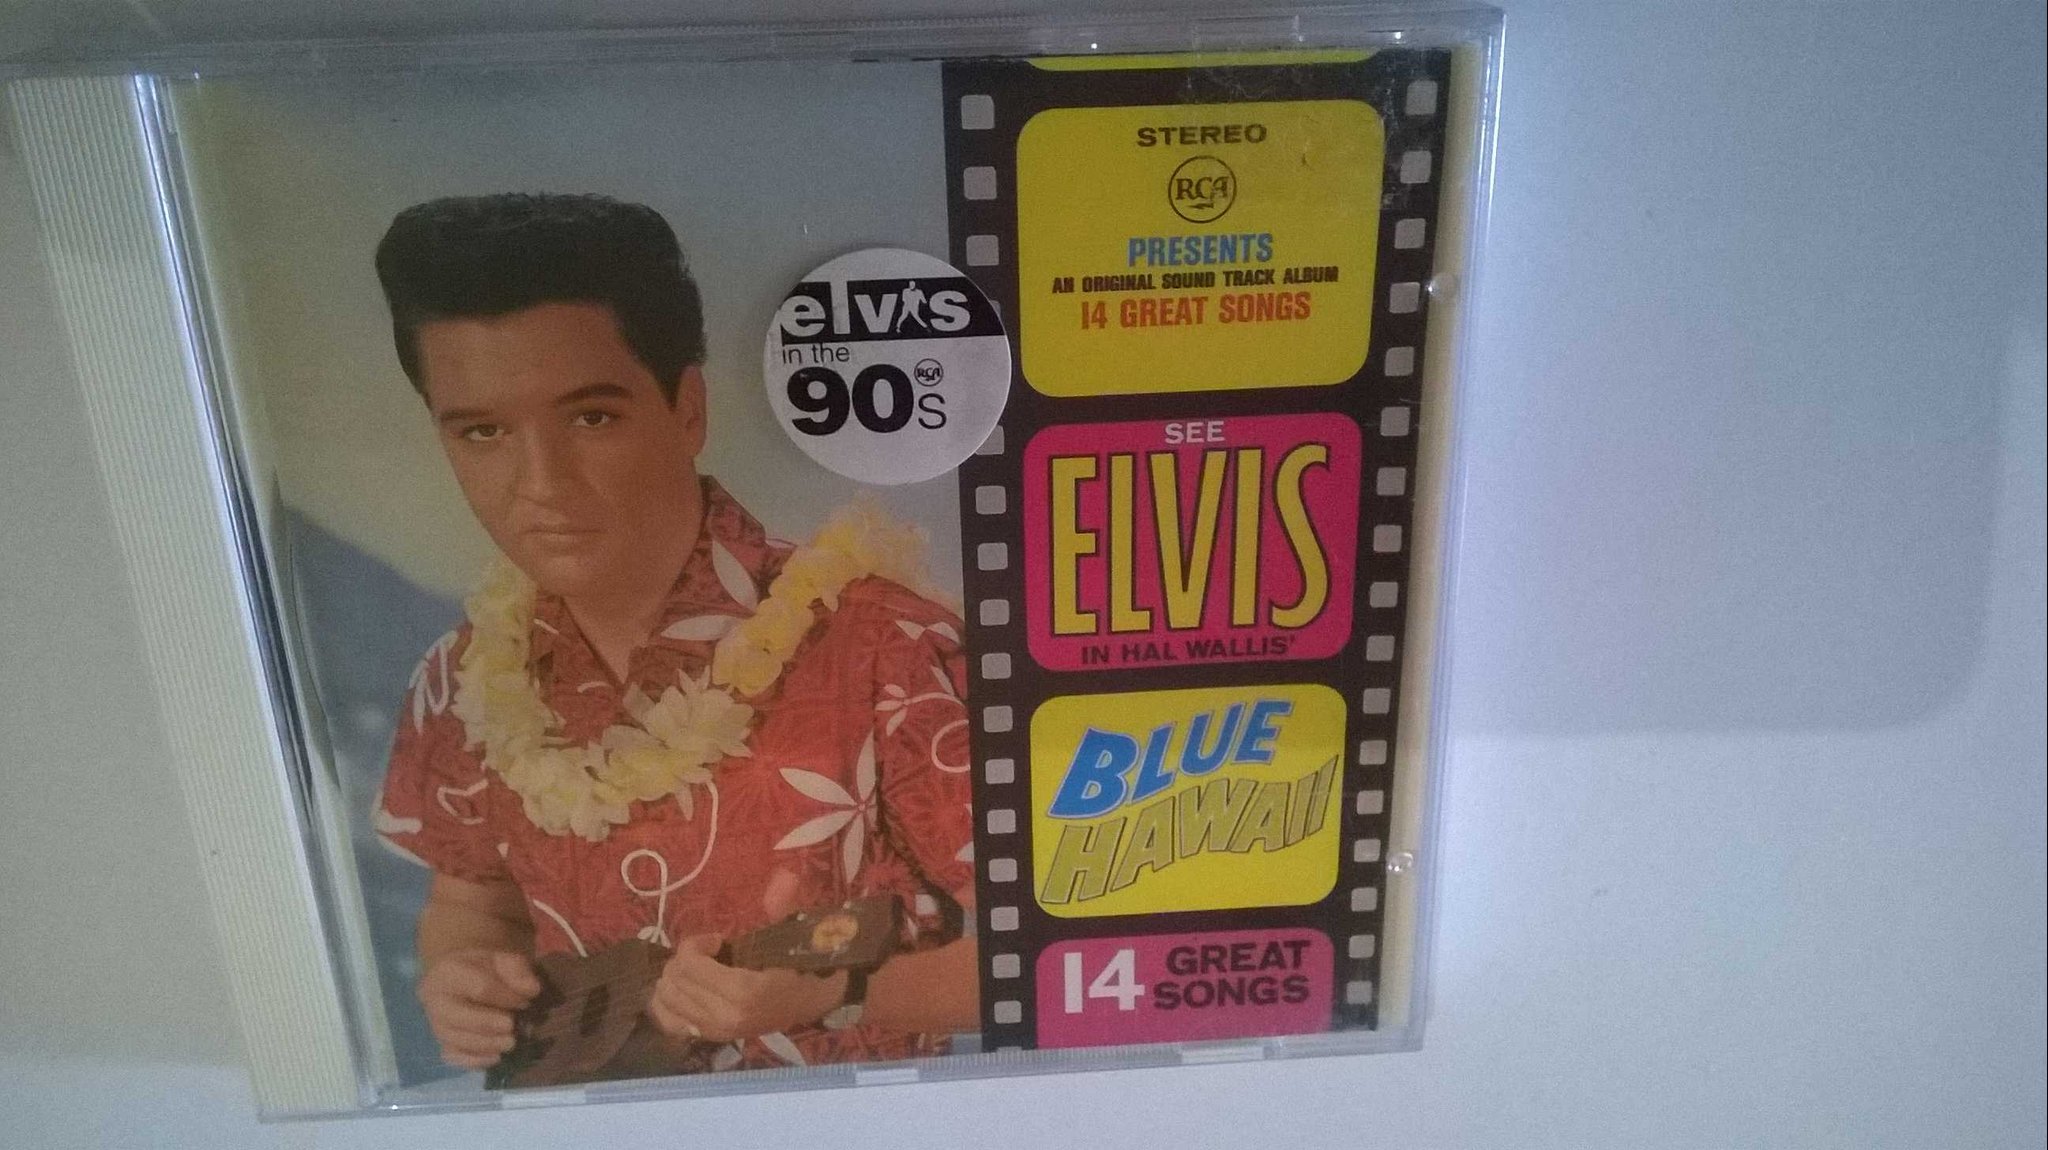 elvis
in the
RCA
90s
STEREO
RCA
PRESENTS
AN ORIGINAL SOUND TRACK ALBUM
14 GREAT SONGS
SEE
ELVIS
IN HAL WALLIS'
BLUE
HAWAII
14 GREAT
SONGS